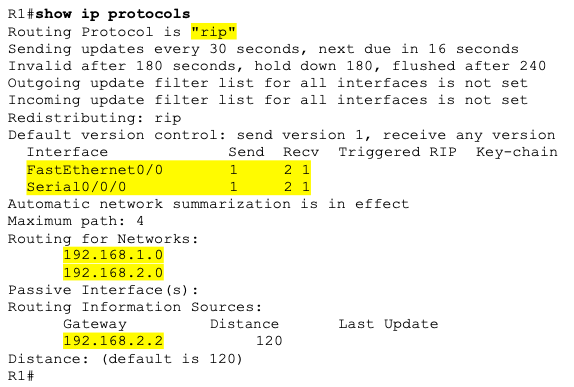 R1#show ip protocols
Routing Protocol is "rip"
Sending updates every 30 seconds, next due in 16 seconds
Invalid after 180 seconds, hold down 180, flushed after 240
Outgoing update filter list for all interfaces is not set
Incoming update filter list for all interfaces is not set
Redistributing: rip
Default version control: send version 1, receive any version
Interface Send Recv Triggered RIP Key-chain
FastEthernet0/0 1 2 1
Serial0/0/0 1 2 1
Automatic network summarization is in effect
Maximum path: 4
Routing for Networks:
192.168.1.0
192.168.2.0
Passive Interface(s):
Routing Information Sources:
Gateway Distance Last Update
192.168.2.2 120
Distance: (default is 120)
R1#